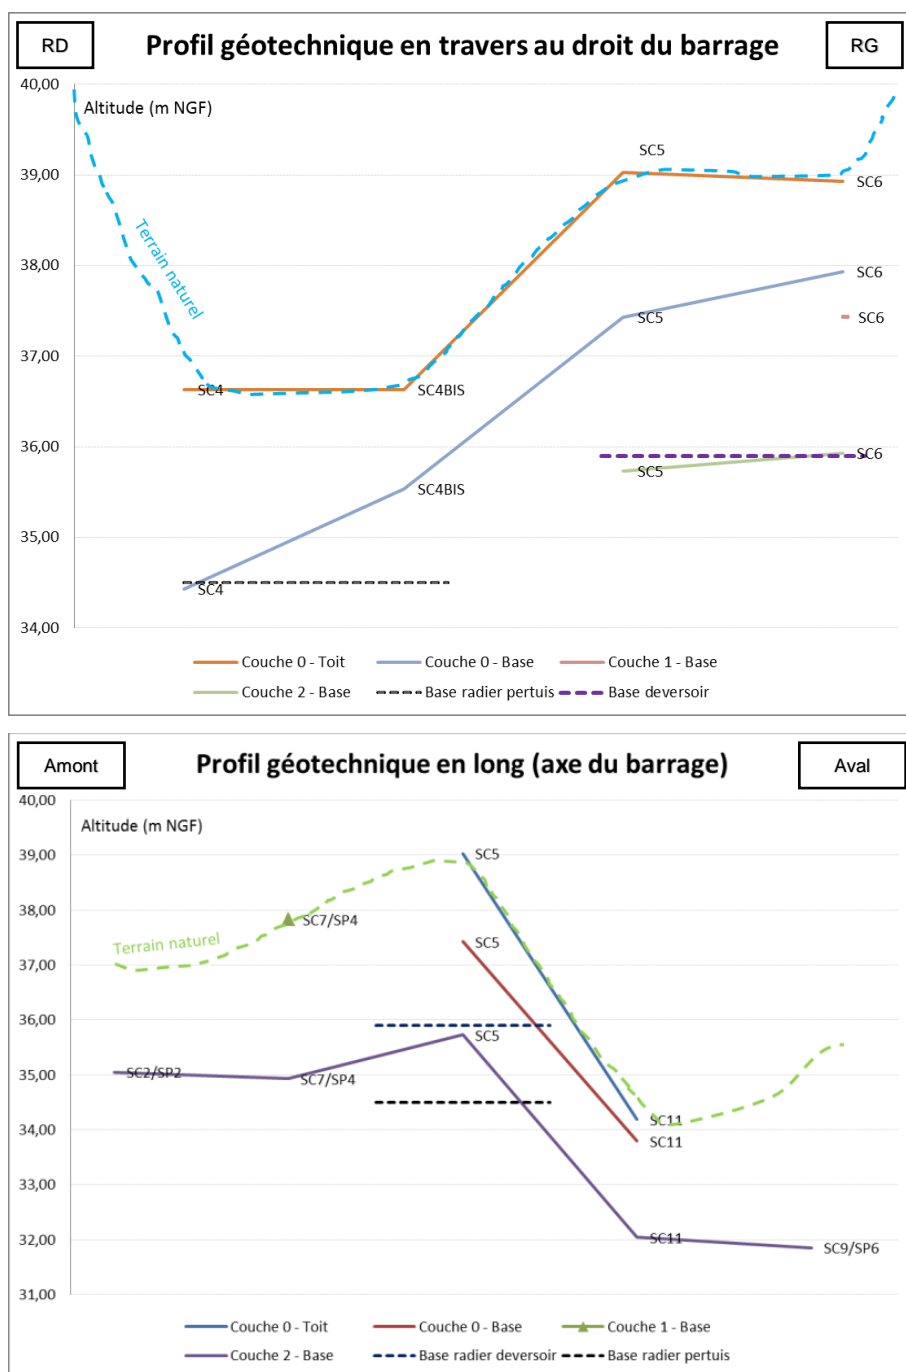 RD
Profil géotechnique en travers au droit du barrage
RG
40,00
Altitude (m NGF)
SC5
39,00
SC6
Terrain naturel
38,00
SC6
SC5
SC6
37,00
SC4
SC4BIS
36,00
SC6
SC5
SC4BIS
35,00
SC4
34,00
Couche 0 - Toit
Couche 0 - Base
Couche 1 - Base
Couche 2 - Base
Base radier pertuis
Base deversoir
Amont
Profil géotechnique en long (axe du barrage)
Aval
40,00
Altitude (m NGF)
39,00
SC5
38,00
SC7/SP4
Terrain naturel
SC5
37,00
36,00
SC5
35,00
SC2/SP2
SC7/SP4
34,00
SC11
SC11
33,00
32,00
SC11
SC9/SP6
31,00
Couche 0 - Toit
Couche 0 - Base
Couche 1 - Base
Couche 2 - Base
Base radier deversoir
Base radier pertuis